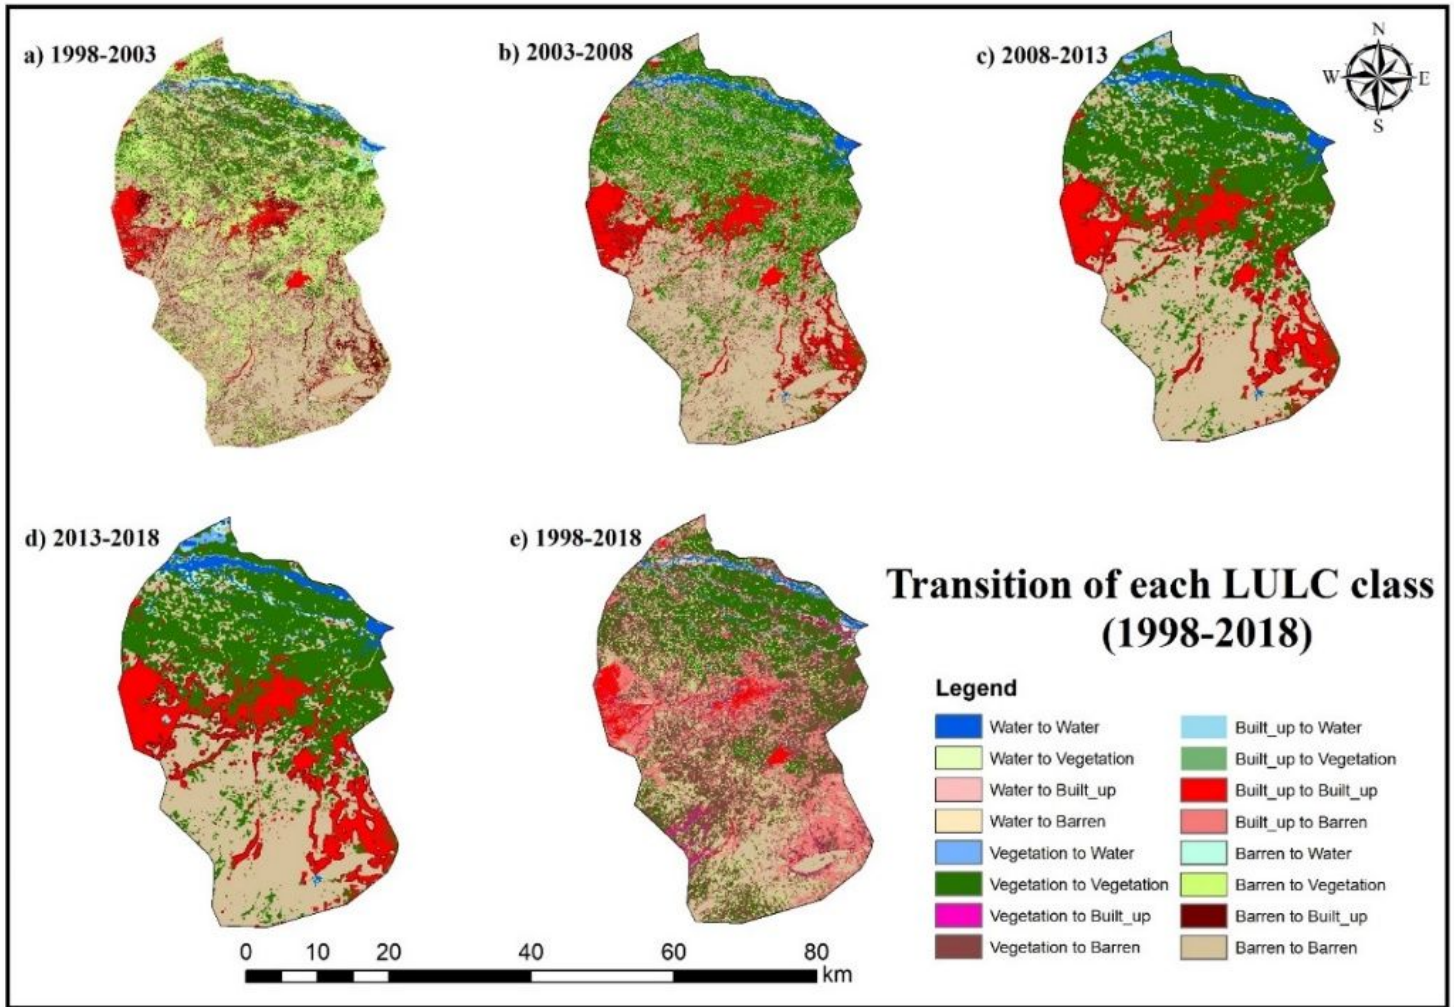 a) 1998-2003
b) 2003-2008
c) 2008-2013
N
W
E
S
d) 2013-2018
e) 1998-2018
Transition of each LULC class
(1998-2018)
Legend
Water to Water
Water to Vegetation
Water to Built_up
Water to Barren
Vegetation to Water
Vegetation to Vegetation
Vegetation to Built_up
Vegetation to Barren
Built_up to Water
Built_up to Vegetation
Built_up to Built_up
Built_up to Barren
Barren to Water
Barren to Vegetation
Barren to Built_up
Barren to Barren
0 10 20 40 60 80
km